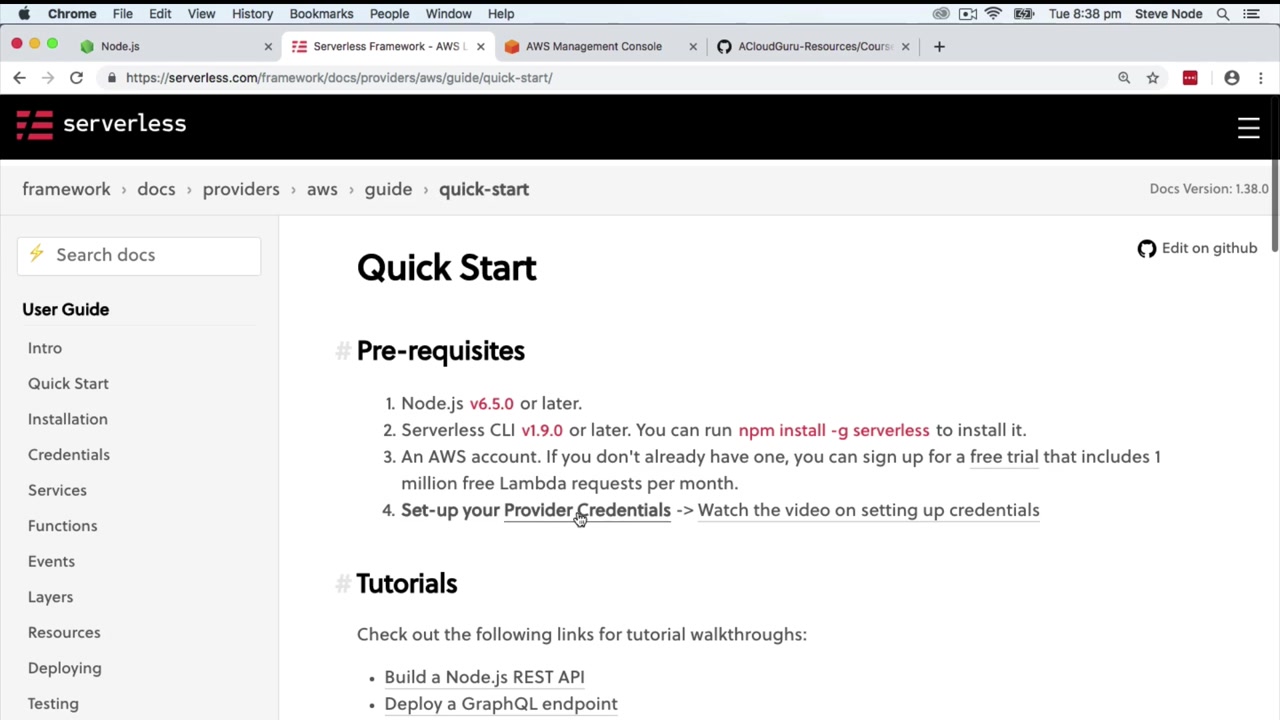 Chrome File Edit View History Bookmarks People Window Help Tue 8:38 pm Steve Node
Node.js Serverless Framework - AWS L AWS Management Console ACloudGuru-Resources/Course
https://serverless.com/framework/docs/providers/aws/guide/quick-start/
serverless
framework › docs › providers › aws › guide › quick-start Docs Version: 1.38.0
Search docs
Edit on github
User Guide
Intro
Quick Start
Installation
Credentials
Services
Functions
Events
Layers
Resources
Deploying
Testing
Quick Start
# Pre-requisites
1. Node.js v6.5.0 or later.
2. Serverless CLI v1.9.0 or later. You can run npm install -g serverless to install it.
3. An AWS account. If you don't already have one, you can sign up for a free trial that includes 1
million free Lambda requests per month.
4. Set-up your Provider Credentials -> Watch the video on setting up credentials
# Tutorials
Check out the following links for tutorial walkthroughs:
• Build a Node.js REST API
• Deploy a GraphQL endpoint